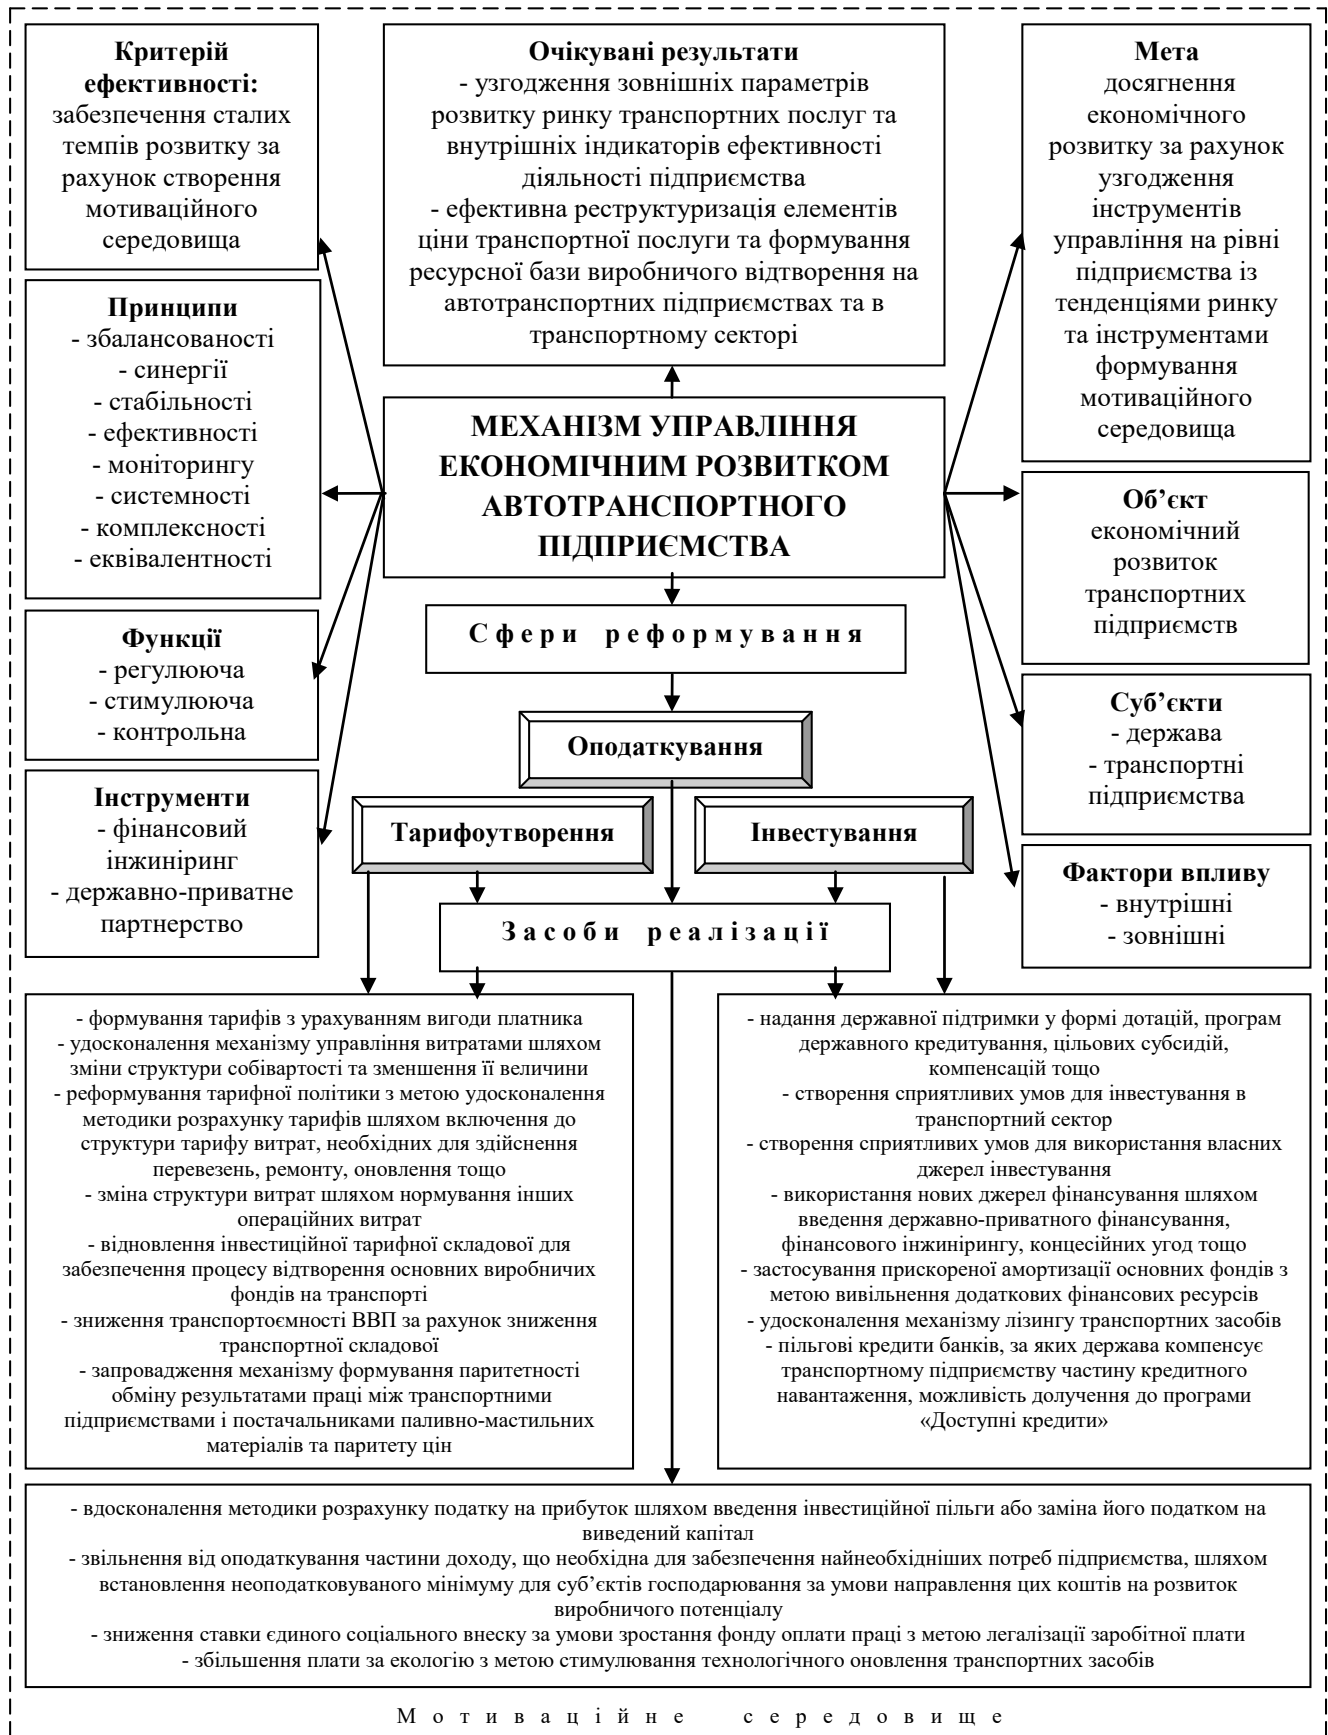 Критерій
ефективності:
забезпечення сталих
темпів розвитку за
рахунок створення
мотиваційного
середовища
Очікувані результати
- узгодження зовнішніх параметрів
розвитку ринку транспортних послуг та
внутрішніх індикаторів ефективності
діяльності підприємства
- ефективна реструктуризація елементів
ціни транспортної послуги та формування
ресурсної бази виробничого відтворення на
автотранспортних підприємствах та в
транспортному секторі
Мета
досягнення
економічного
розвитку за рахунок
узгодження
інструментів
управління на рівні
підприємства із
тенденціями ринку
та інструментами
формування
мотиваційного
середовища
Принципи
- збалансованості
- синергії
- стабільності
- ефективності
- моніторингу
- системності
- комплексності
- еквівалентності
МЕХАНІЗМ УПРАВЛІННЯ
ЕКОНОМІЧНИМ РОЗВИТКОМ
АВТОТРАНСПОРТНОГО
ПІДПРИЄМСТВА
Об’єкт
економічний
розвиток
транспортних
підприємств
Функції
- регулююча
- стимулююча
- контрольна
Сфери реформування
Суб’єкти
- держава
- транспортні
підприємства
Оподаткування
Інструменти
- фінансовий
інжиніринг
- державно-приватне
партнерство
Тарифоутворення
Інвестування
Фактори впливу
- внутрішні
- зовнішні
Засоби реалізації
- формування тарифів з урахуванням вигоди платника
- удосконалення механізму управління витратами шляхом
зміни структури собівартості та зменшення її величини
- реформування тарифної політики з метою удосконалення
методики розрахунку тарифів шляхом включення до
структури тарифу витрат, необхідних для здійснення
перевезень, ремонту, оновлення тощо
- зміна структури витрат шляхом нормування інших
операційних витрат
- відновлення інвестиційної тарифної складової для
забезпечення процесу відтворення основних виробничих
фондів на транспорті
- зниження транспортоємності ВВП за рахунок зниження
транспортної складової
- запровадження механізму формування паритетності
обміну результатами праці між транспортними
підприємствами і постачальниками паливно-мастильних
матеріалів та паритету цін
- надання державної підтримки у формі дотацій, програм
державного кредитування, цільових субсидій,
компенсацій тощо
- створення сприятливих умов для інвестування в
транспортний сектор
- створення сприятливих умов для використання власних
джерел інвестування
- використання нових джерел фінансування шляхом
введення державно-приватного фінансування,
фінансового інжинірингу, концесійних угод тощо
- застосування прискореної амортизації основних фондів з
метою вивільнення додаткових фінансових ресурсів
- удосконалення механізму лізингу транспортних засобів
- пільгові кредити банків, за яких держава компенсує
транспортному підприємству частину кредитного
навантаження, можливість долучення до програми
«Доступні кредити»
- вдосконалення методики розрахунку податку на прибуток шляхом введення інвестиційної пільги або заміна його податком на
виведений капітал
- звільнення від оподаткування частини доходу, що необхідна для забезпечення найнеобхідніших потреб підприємства, шляхом
встановлення неоподатковуваного мінімуму для суб’єктів господарювання за умови направлення цих коштів на розвиток
виробничого потенціалу
- зниження ставки єдиного соціального внеску за умови зростання фонду оплати праці з метою легалізації заробітної плати
- збільшення плати за екологію з метою стимулювання технологічного оновлення транспортних засобів
Мотиваційне середовище